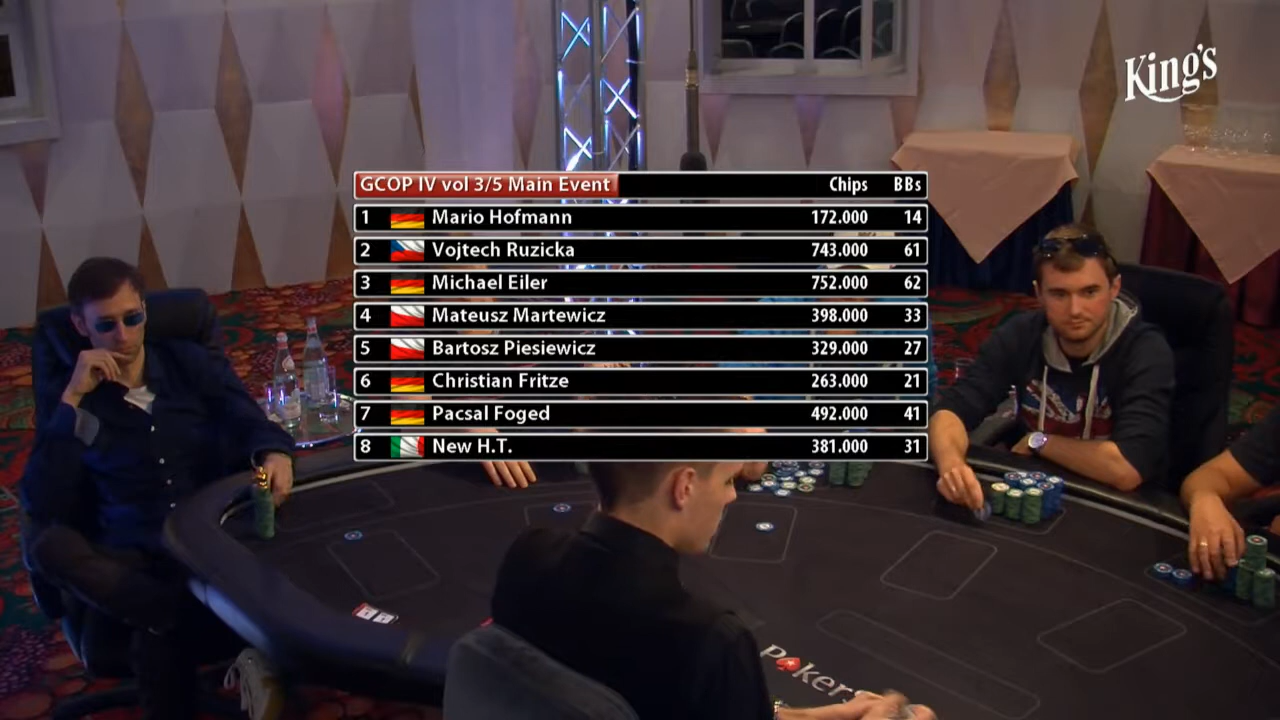 King's
GCOP IV vol 3/5 Main Event Chips BBs
1 Mario Hofmann 172.000 14
2 Vojtech Ruzicka 743.000 61
3 Michael Eiler 752.000 62
4 Mateusz Martewicz 398.000 33
5 Bartosz Piesiewicz 329.000 27
6 Christian Fritze 263.000 21
7 Pacsal Foged 492.000 41
8 New H.T. 381.000 31
Poker